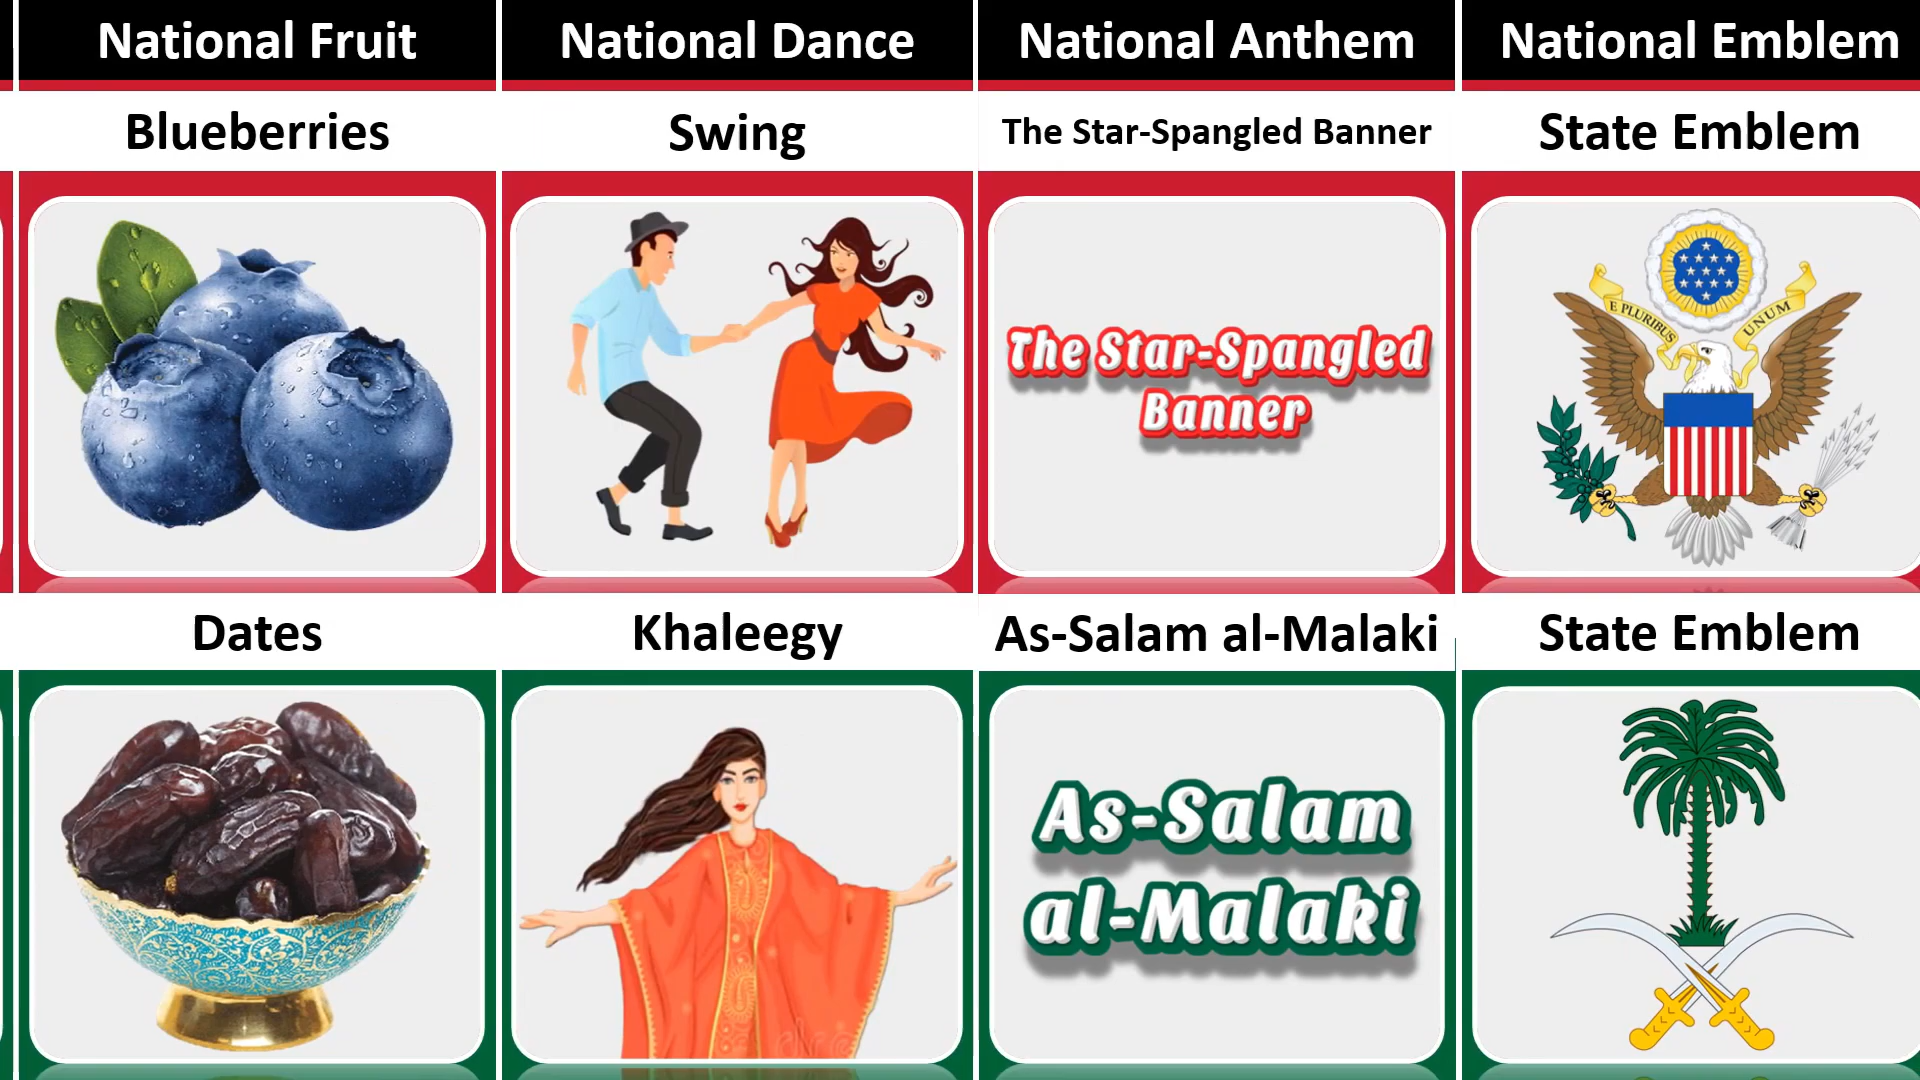 National Fruit
National Dance
National Anthem
National Emblem
Blueberries
Swing
The Star-Spangled Banner
State Emblem
The Star-Spangled
Banner
E PLURIBUS
UNUM
Dates
Khaleegy
As-Salam al-Malaki
State Emblem
As-Salam
al-Malaki